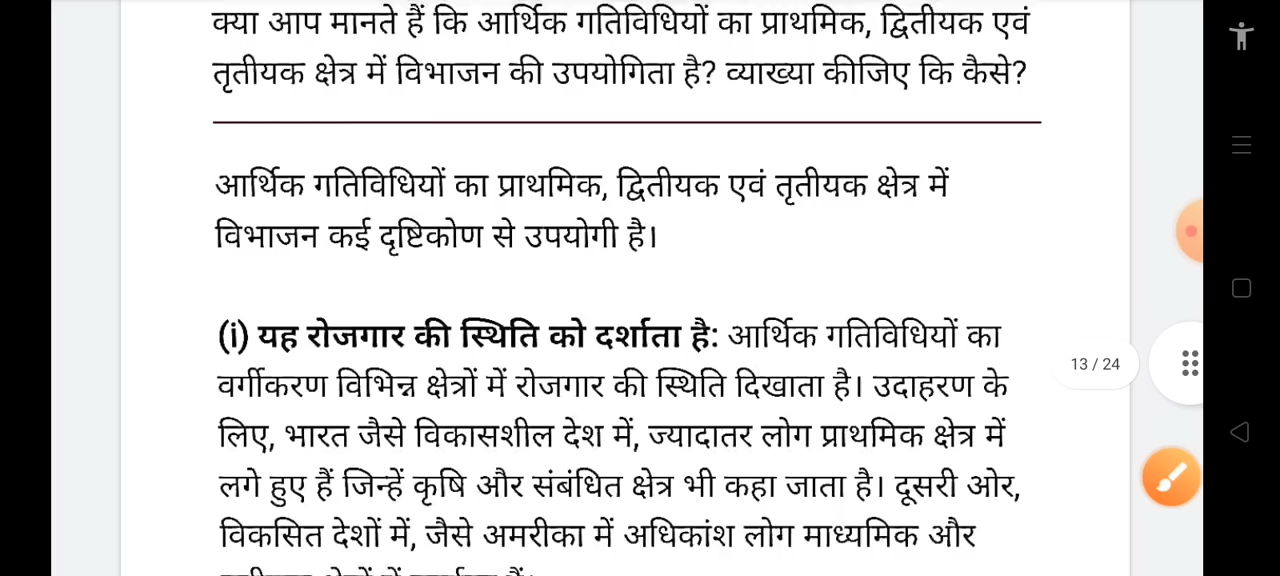 क्या आप मानते हैं कि आर्थिक गतिविधियों का प्राथमिक, द्वितीयक एवं
तृतीयक क्षेत्र में विभाजन की उपयोगिता है? व्याख्या कीजिए कि कैसे?
आर्थिक गतिविधियों का प्राथमिक, द्वितीयक एवं तृतीयक क्षेत्र में
विभाजन कई दृष्टिकोण से उपयोगी है।
(i) यह रोजगार की स्थिति को दर्शाता है: आर्थिक गतिविधियों का
वर्गीकरण विभिन्न क्षेत्रों में रोजगार की स्थिति दिखाता है। उदाहरण के
लिए, भारत जैसे विकासशील देश में, ज्यादातर लोग प्राथमिक क्षेत्र में
लगे हुए हैं जिन्हें कृषि और संबंधित क्षेत्र भी कहा जाता है। दूसरी ओर,
विकसित देशों में, जैसे अमरीका में अधिकांश लोग माध्यमिक और
13 / 24